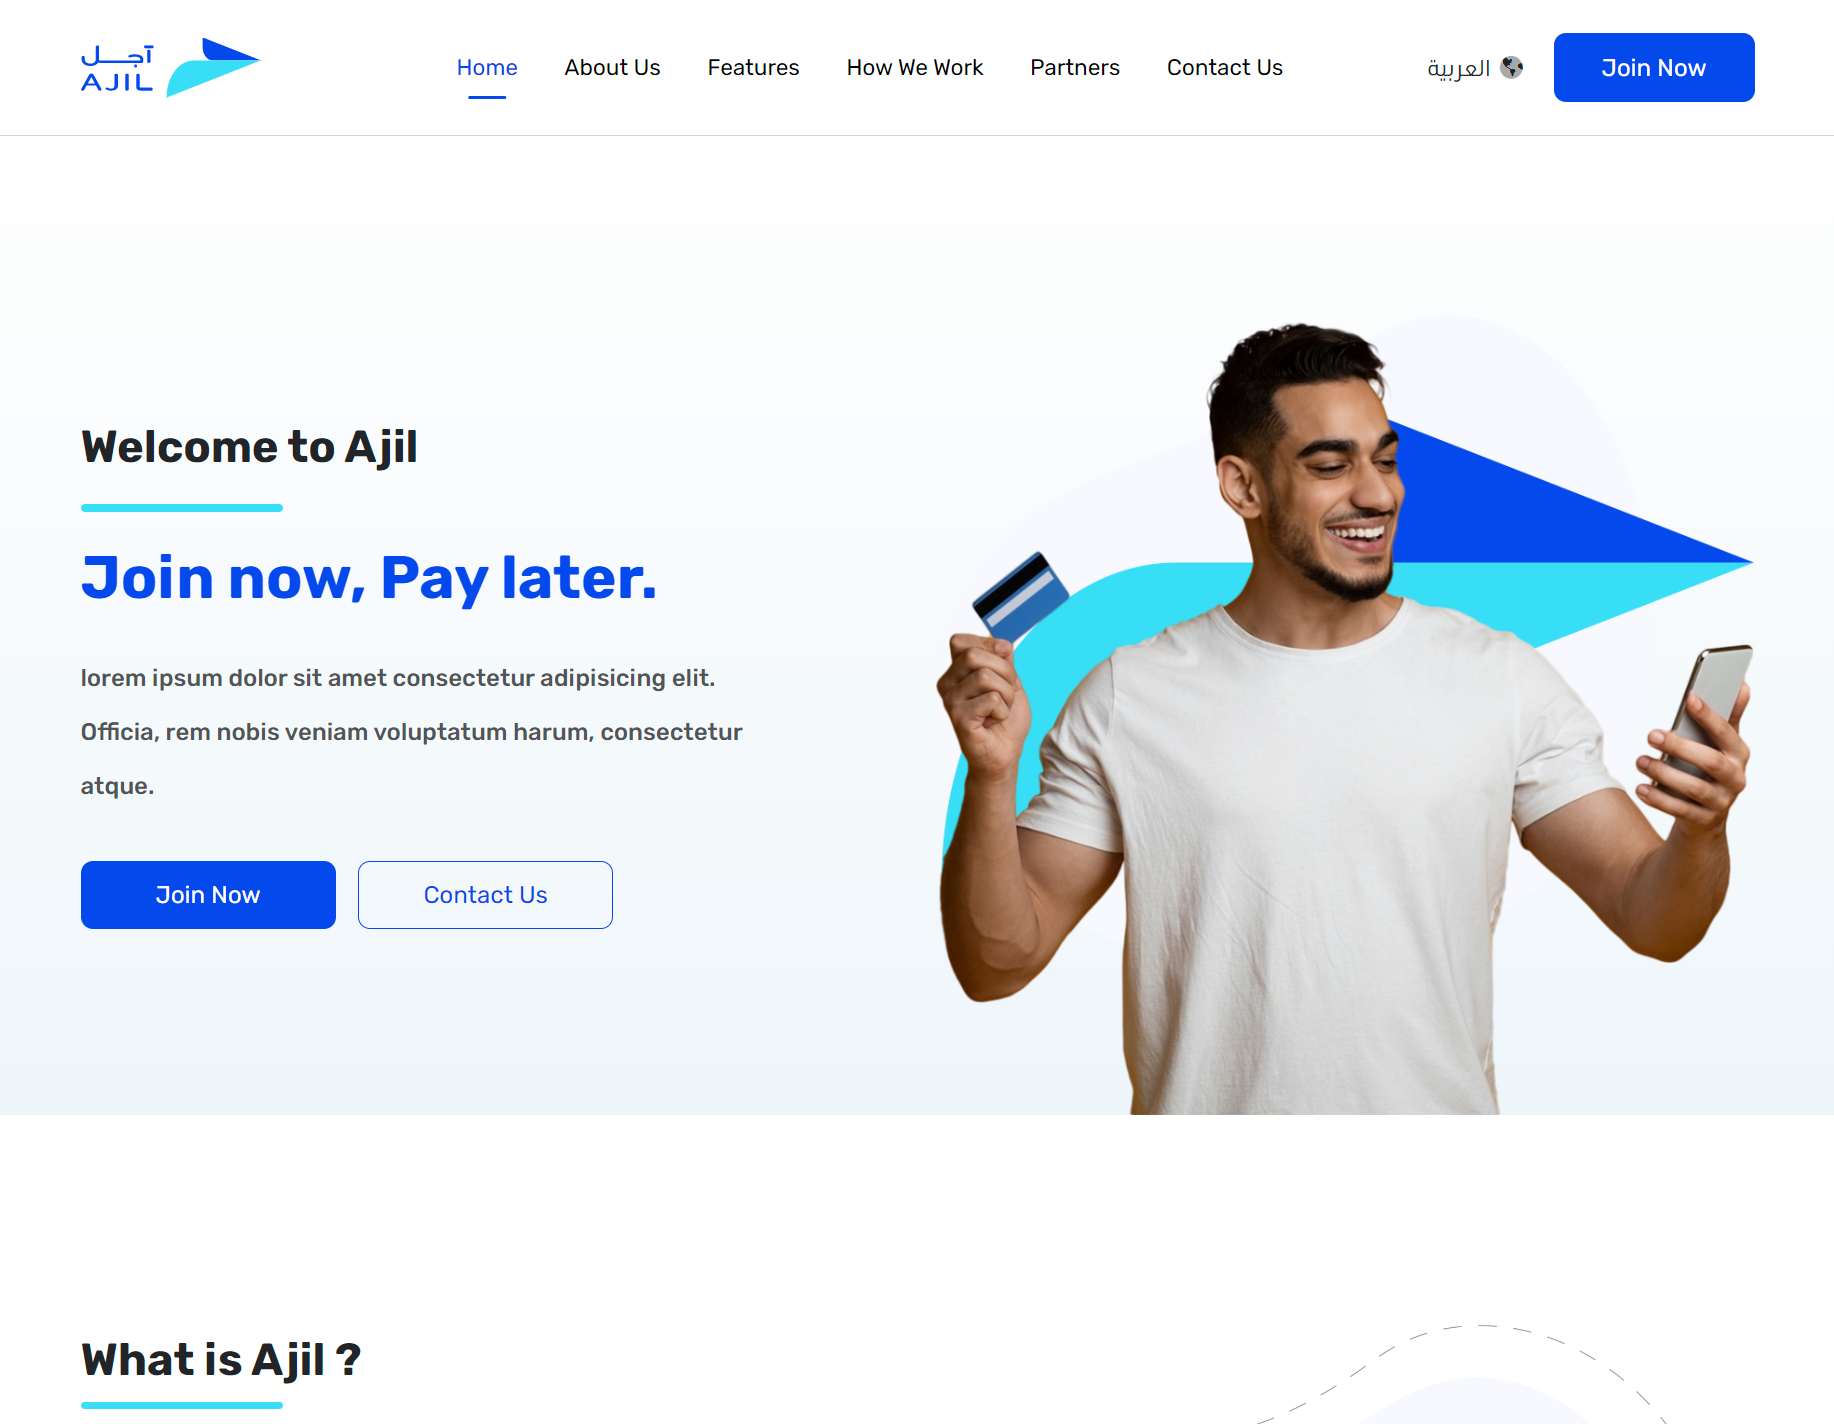 آجل
AJIL
Home
About Us
Features
How We Work
Partners
Contact Us
العربية
Join Now
Welcome to Ajil
Join now, Pay later.
lorem ipsum dolor sit amet consectetur adipisicing elit.
Officia, rem nobis veniam voluptatum harum, consectetur
atque.
Join Now
Contact Us
What is Ajil ?